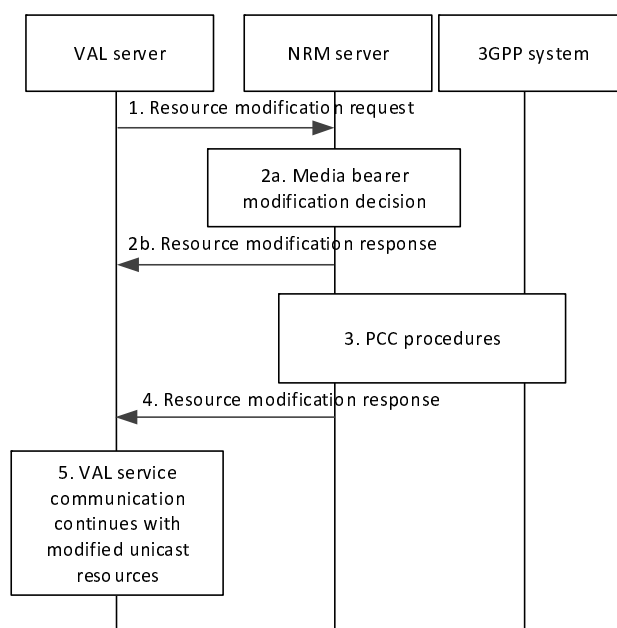 VAL server
NRM server
3GPP system
1. Resource modification request
2a. Media bearer
modification decision
2b. Resource modification response
3. PCC procedures
4. Resource modification response
5. VAL service
communication
continues with
modified unicast
resources